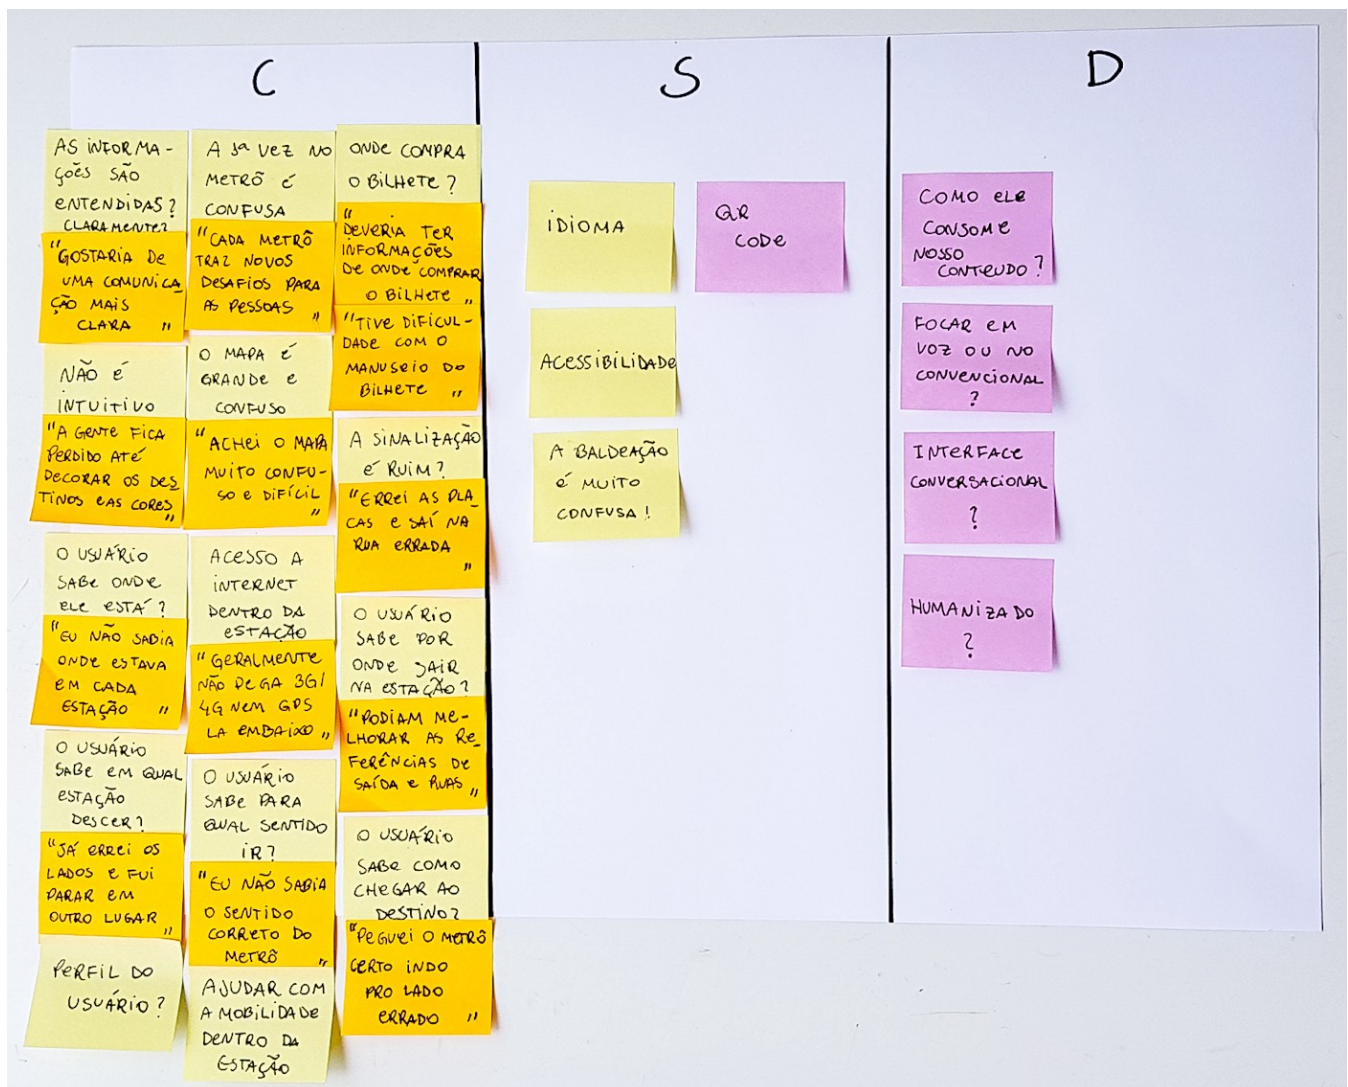 C
AS INFORMA-
ÇÕES SÃO
ENTENDIDAS?
CLARAMENTE?
"GOSTARIA DE
UMA COMUNICA
ÇÃO MAIS
CLARA "
NÃO É
INTUITIVO
"A GENTE FICA
PERDIDO ATÉ
DECORAR OS DES
TINOS E AS CORES "
O USUÁRIO
SABE ONDE
ELE ESTÁ?
"EU NÃO SABIA
ONDE ESTAVA
EM CADA
ESTAÇÃO "
O USUÁRIO
SABE EM QUAL
ESTAÇÃO
DESCER?
"JÁ ERREI OS
LADOS E FUI
PARAR EM
OUTRO LUGAR "
PERFIL DO
USUÁRIO?
A 1ª VEZ NO
METRÔ É
CONFUSA
"CADA METRÔ
TRAZ NOVOS
DESAFIOS PARA
AS PESSOAS "
O MAPA É
GRANDE E
CONFUSO
"ACHEI O MAPA
MUITO CONFU-
SO E DIFÍCIL "
ACESSO A
INTERNET
DENTRO DA
ESTAÇÃO
"GERALMENTE
NÃO PEGA 3G/
4G NEM GPS
LA EMBAIXO "
O USUÁRIO
SABE PARA
QUAL SENTIDO
IR?
"EU NÃO SABIA
O SENTIDO
CORRETO DO
METRÔ "
AJUDAR COM
A MOBILIDADE
DENTRO DA
ESTAÇÃO
ONDE COMPRA
O BILHETE?
"DEVERIA TER
INFORMAÇÕES
DE ONDE COMPRAR
O BILHETE "
"TIVE DIFICUL-
DADE COM O
MANUSEIO DO
BILHETE "
A SINALIZAÇÃO
É RUIM?
"ERREI AS PLA
CAS E SAÍ NA
RUA ERRADA "
O USUÁRIO
SABE POR
ONDE SAIR
NA ESTAÇÃO?
"PODIAM ME-
LHORAR AS RE
FERÊNCIAS DE
SAÍDA E RUAS "
O USUÁRIO
SABE COMO
CHEGAR AO
DESTINO?
"PEGUEI O METRÔ
CERTO INDO
PRO LADO
ERRADO "
S
IDIOMA
QR
CODE
ACESSIBILIDADE
A BALDEAÇÃO
É MUITO
CONFUSA!
D
COMO ELE
CONSOME
NOSSO
CONTEUDO?
FOCAR EM
VOZ OU NO
CONVENCIONAL
?
INTERFACE
CONVERSACIONAL
?
HUMANIZADO
?